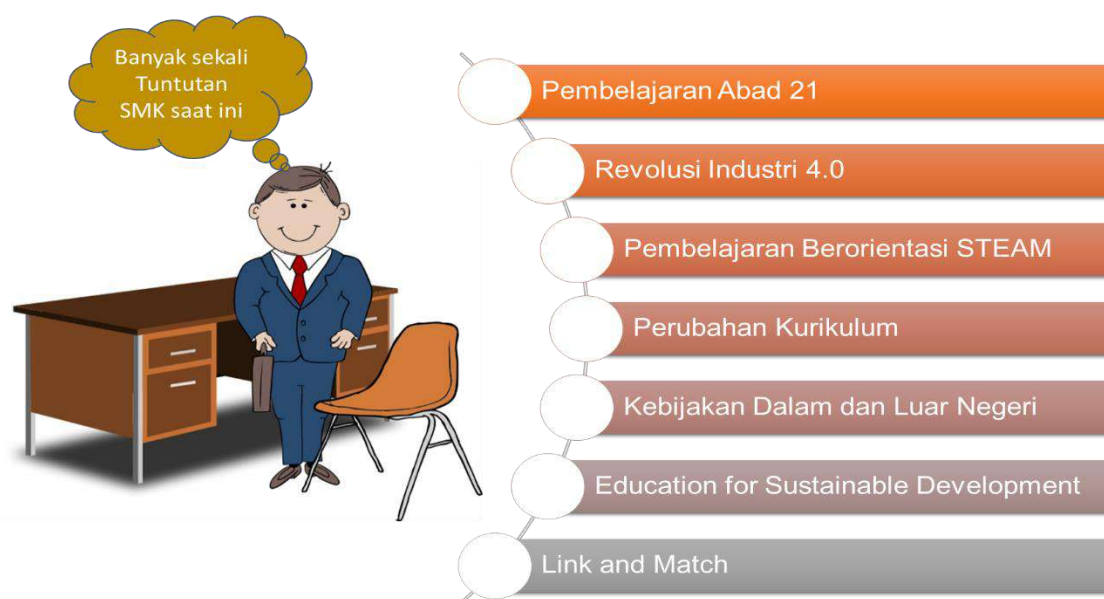 Banyak sekali
Tuntutan
SMK saat ini
Pembelajaran Abad 21
Revolusi Industri 4.0
Pembelajaran Berorientasi STEAM
Perubahan Kurikulum
Kebijakan Dalam dan Luar Negeri
Education for Sustainable Development
Link and Match